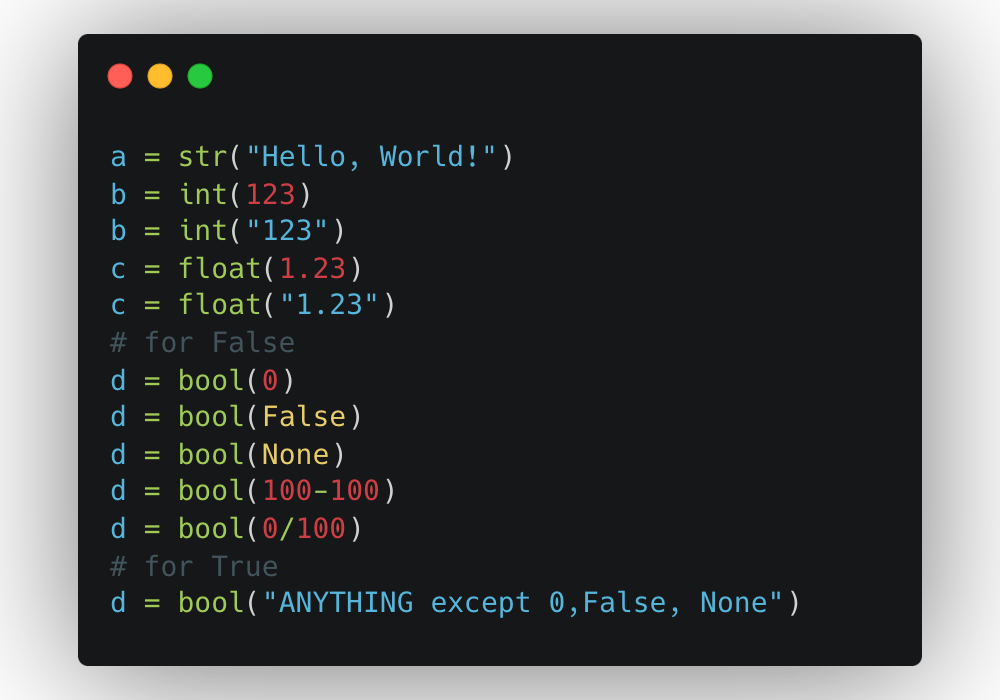 a = str("Hello, World!")
b = int(123)
b = int("123")
c = float(1.23)
c = float("1.23")
# for False
d = bool(0)
d = bool(False)
d = bool(None)
d = bool(100-100)
d = bool(0/100)
# for True
d = bool("ANYTHING except 0,False, None")